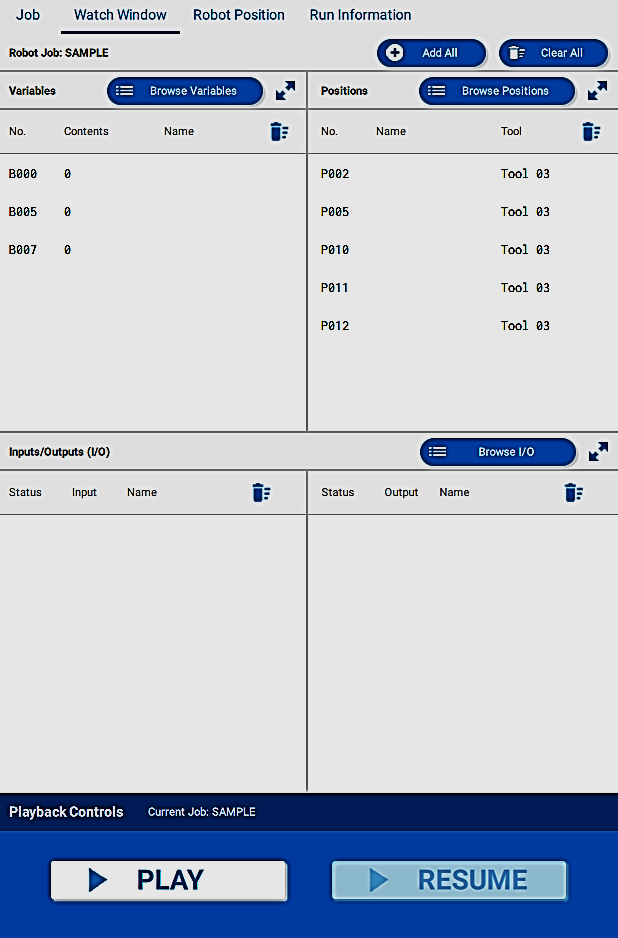 Job Watch Window Robot Position Run Information
Robot Job: SAMPLE Add All Clear All
Variables Browse Variables Positions Browse Positions
No. Contents Name No. Name Tool
B000 0 P002 Tool 03
B005 0 P005 Tool 03
B007 0 P010 Tool 03
P011 Tool 03
P012 Tool 03
Inputs/Outputs (I/O) Browse I/O
Status Input Name Status Output Name
Playback Controls Current Job: SAMPLE
PLAY RESUME